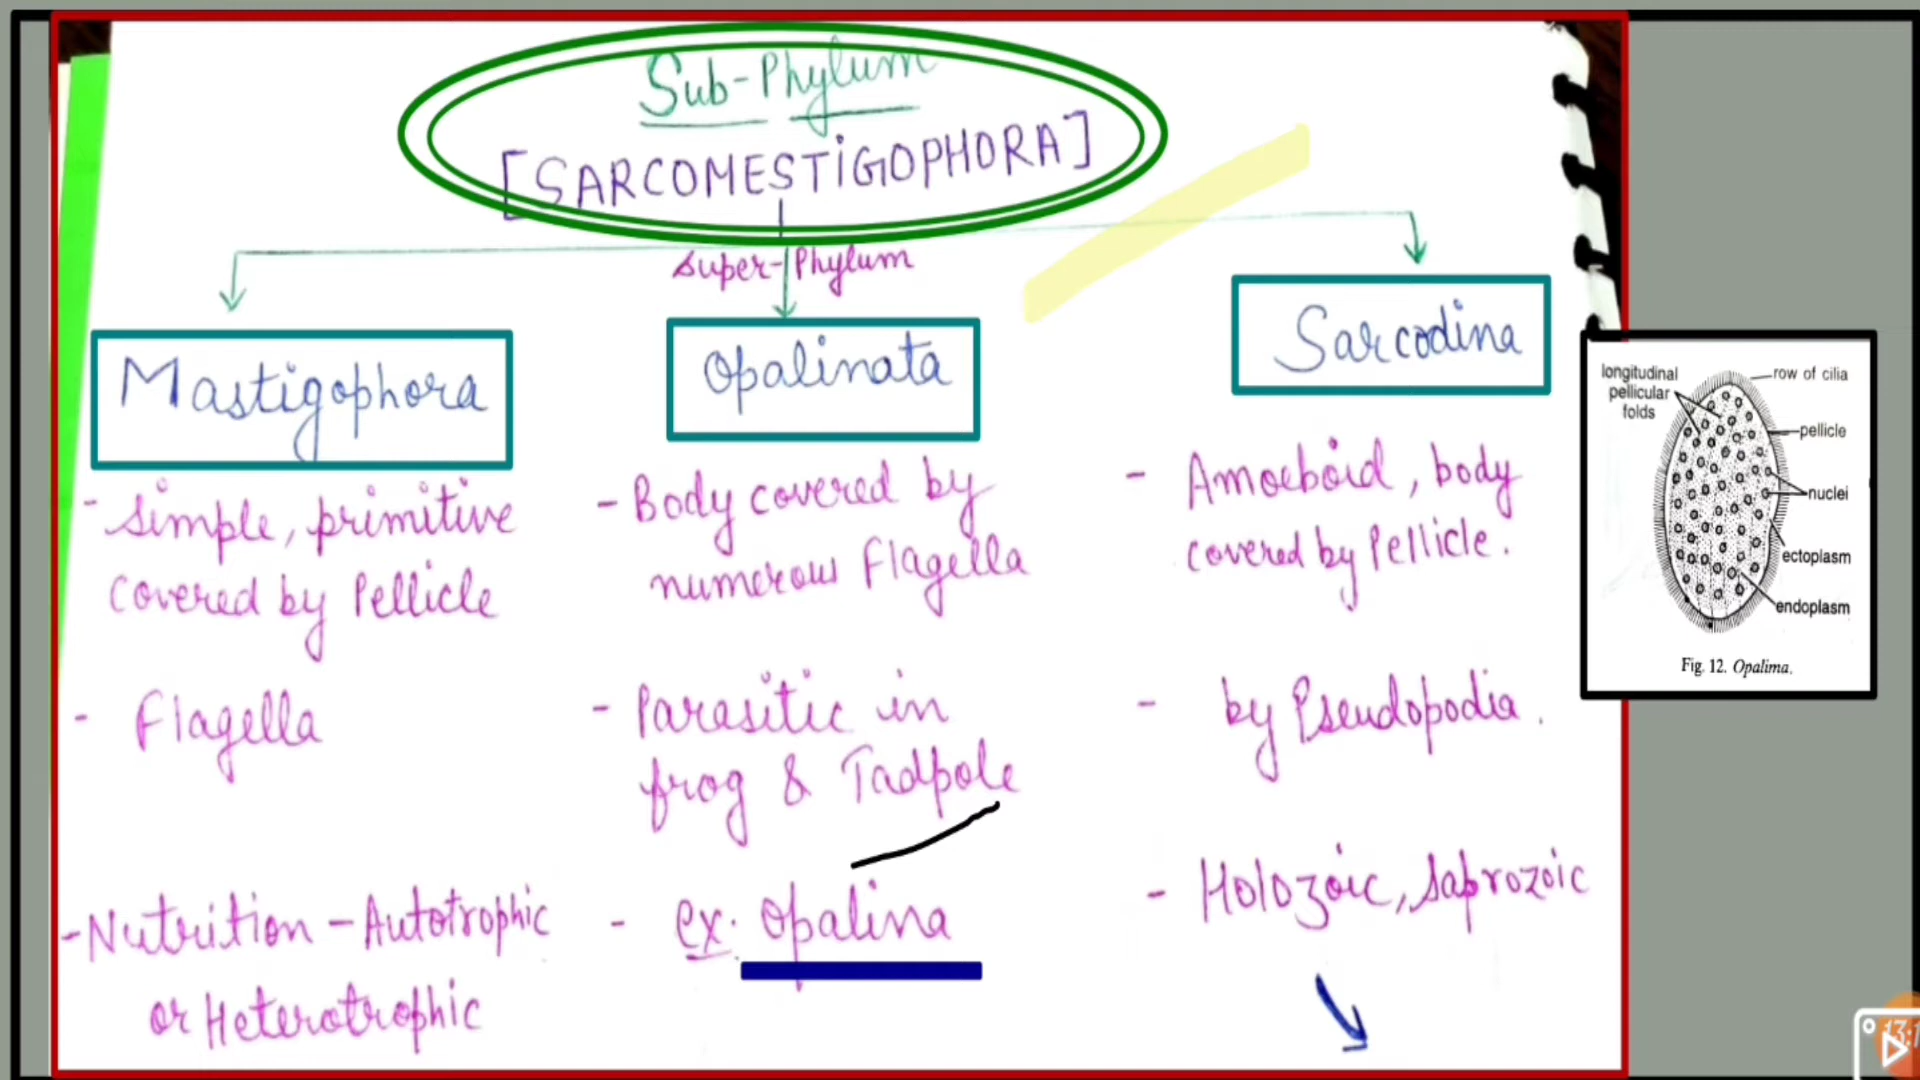 Sub-Phylum
[SARCOMESTIGOPHORA]
Super-Phylum
Mastigophora
- Simple, primitive
covered by Pellicle
- Flagella
- Nutrition - Autotrophic
or Heterotrophic
Opalinata
- Body covered by
numerous Flagella
- Parasitic in
frog & Tadpole
- ex. Opalina
Sarcodina
- Amoeboid, body
covered by Pellicle.
- by Pseudopodia.
- Holozoic, Saprozoic
longitudinal
pellicular
folds
row of cilia
pellicle
nuclei
ectoplasm
endoplasm
Fig. 12. Opalima.